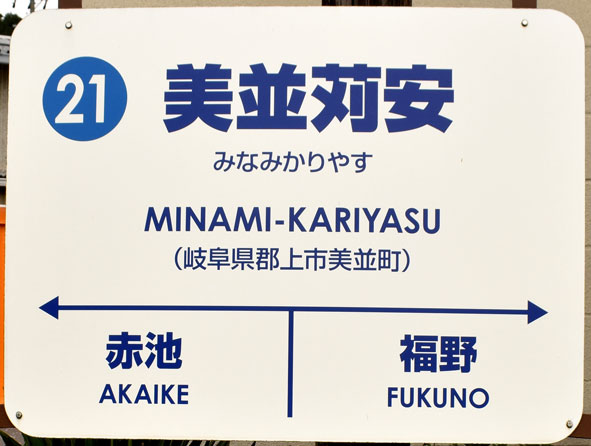 21 美並苅安
みなみかりやす
MINAMI-KARIYASU
(岐阜県郡上市美並町)
赤池 福野
AKAIKE FUKUNO